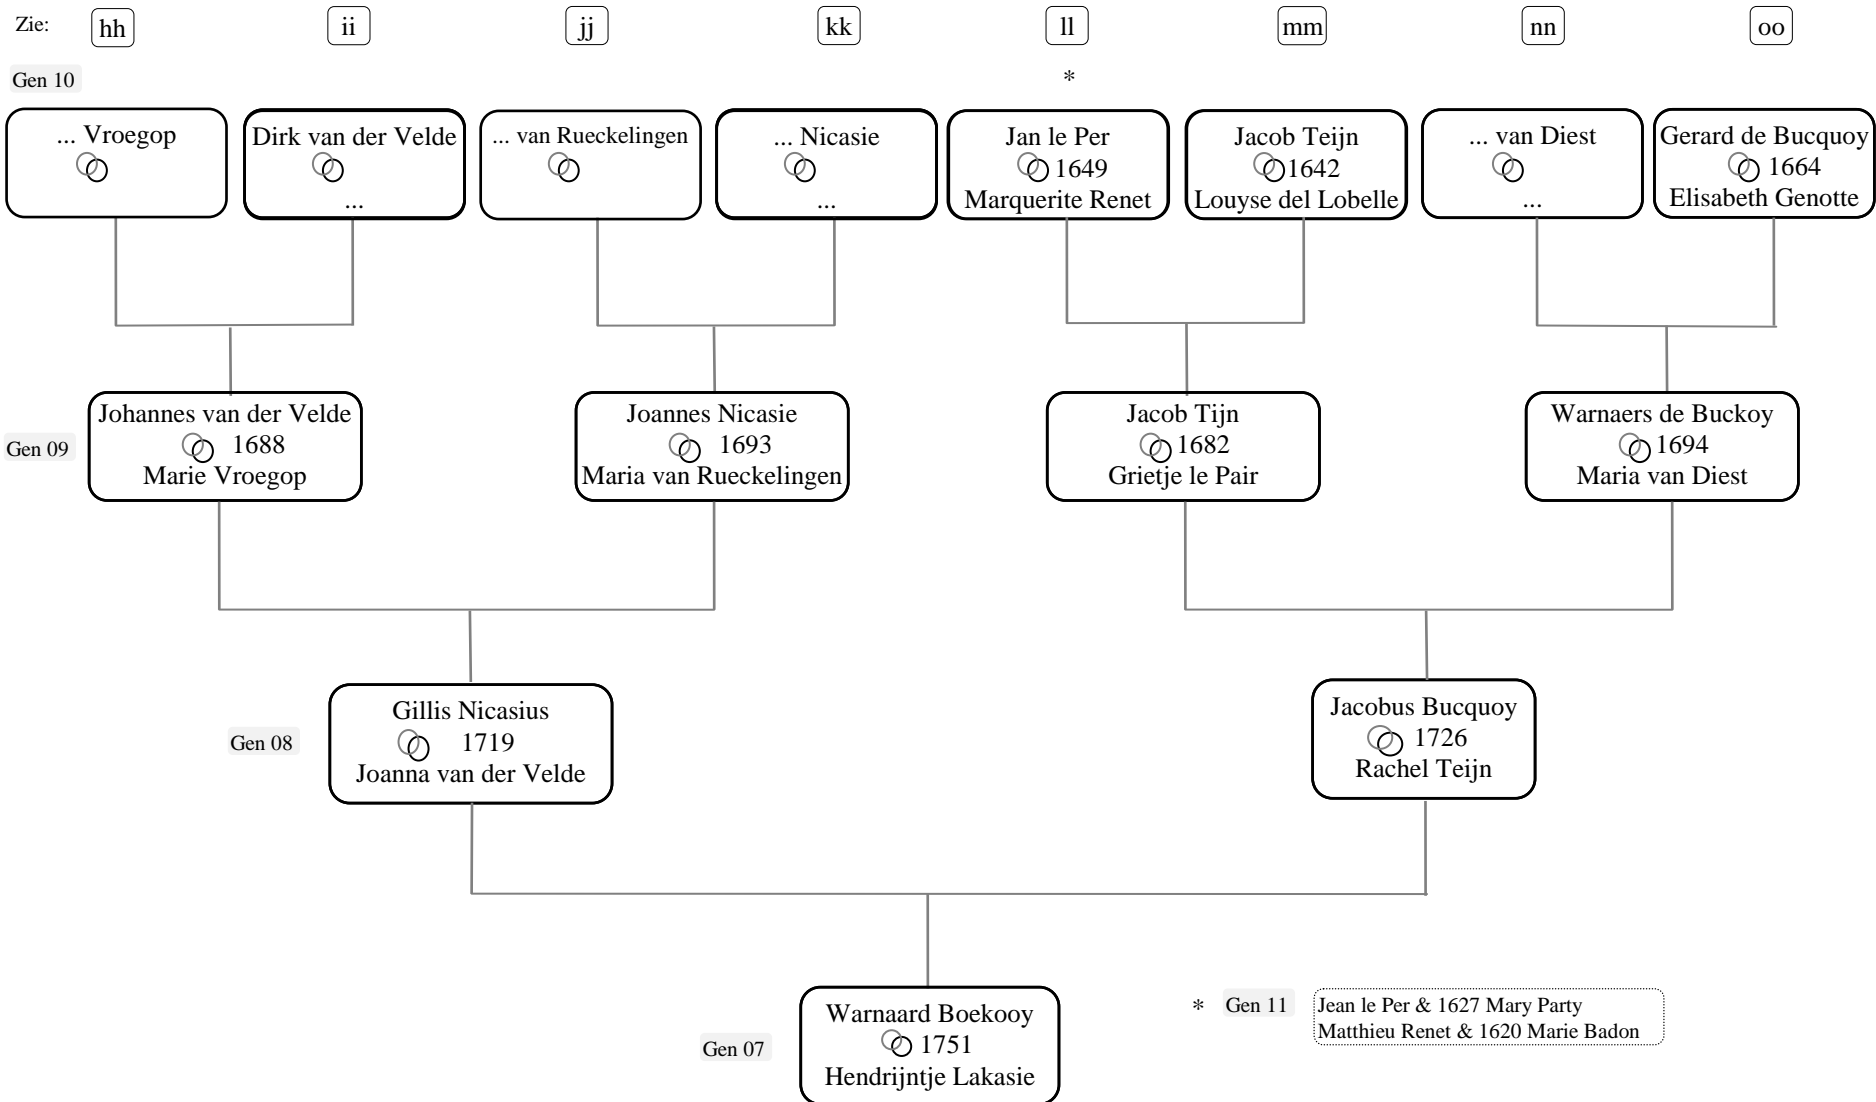 Zie:
hh
ii
jj
kk
ll
mm
nn
oo
Gen 10
*
... Vroegop
Dirk van der Velde
...
... van Rueckelingen
... Nicasie
...
Jan le Per
1649
Marquerite Renet
Jacob Teijn
1642
Louyse del Lobelle
... van Diest
...
Gerard de Bucquoy
1664
Elisabeth Genotte
Gen 09
Johannes van der Velde
1688
Marie Vroegop
Joannes Nicasie
1693
Maria van Rueckelingen
Jacob Tijn
1682
Grietje le Pair
Warnaers de Buckoy
1694
Maria van Diest
Gen 08
Gillis Nicasius
1719
Joanna van der Velde
Jacobus Bucquoy
1726
Rachel Teijn
Gen 07
Warnaard Boekooy
1751
Hendrijntje Lakasie
* Gen 11
Jean le Per & 1627 Mary Party
Matthieu Renet & 1620 Marie Badon